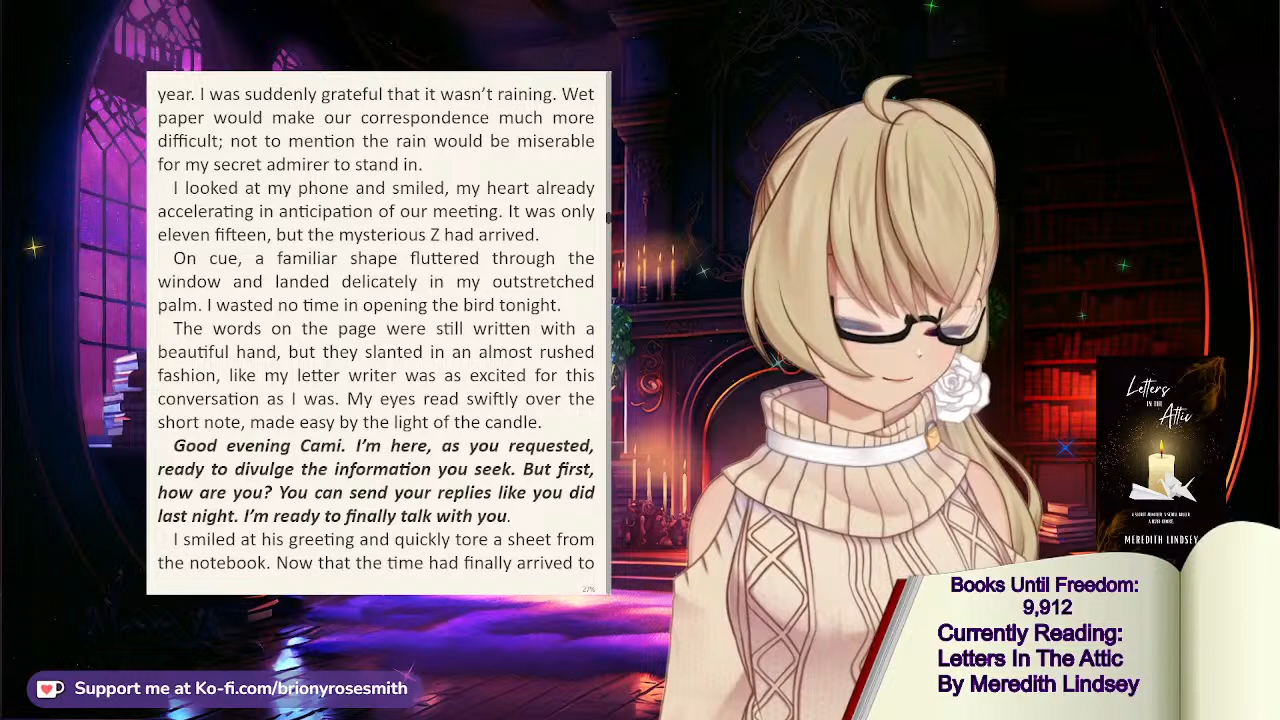 year. I was suddenly grateful that it wasn't raining. Wet
paper would make our correspondence much more
difficult; not to mention the rain would be miserable
for my secret admirer to stand in.
I looked at my phone and smiled, my heart already
accelerating in anticipation of our meeting. It was only
eleven fifteen, but the mysterious Z had arrived.
On cue, a familiar shape fluttered through the
window and landed delicately in my outstretched
palm. I wasted no time in opening the bird tonight.
The words on the page were still written with a
beautiful hand, but they slanted in an almost rushed
fashion, like my letter writer was as excited for this
conversation as I was. My eyes read swiftly over the
short note, made easy by the light of the candle.
Good evening Cami. I'm here, as you requested,
ready to divulge the information you seek. But first,
how are you? You can send your replies like you did
last night. I'm ready to finally talk with you.
I smiled at his greeting and quickly tore a sheet from
the notebook. Now that the time had finally arrived to
27%
Letters
IN THE
Attic
A SECRET ADMIRER, A SERIAL KILLER
MEREDITH LINDSEY
Books Until Freedom:
9,912
Currently Reading:
Letters In The Attic
By Meredith Lindsey
Support me at Ko-fi.com/brionyrosesmith